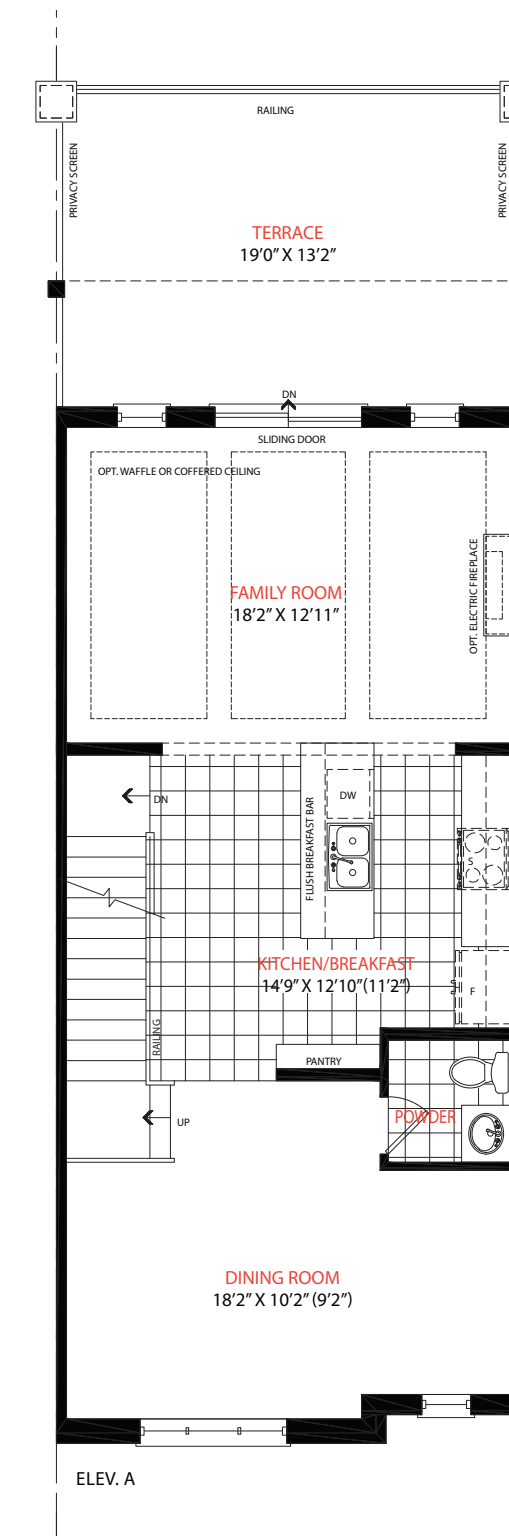 RAILING
PRIVACY SCREEN
PRIVACY SCREEN
TERRACE
19'0" X 13'2"
DN
SLIDING DOOR
OPT. WAFFLE OR COFFERED CEILING
OPT. ELECTRIC FIREPLACE
FAMILY ROOM
18'2" X 12'11"
DN
DW
FLUSH BREAKFAST BAR
S
KITCHEN/BREAKFAST
14'9" X 12'10" (11'2")
F
RAILING
PANTRY
UP
POWDER
DINING ROOM
18'2" X 10'2" (9'2")
ELEV. A